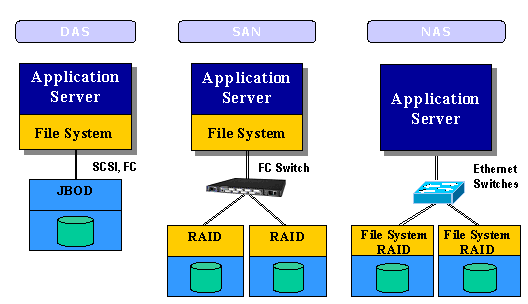 DAS
SAN
NAS
Application
Server
File System
SCSI, FC
JBOD
Application
Server
File System
FC Switch
RAID
RAID
Application
Server
Ethernet
Switches
File System
RAID
File System
RAID